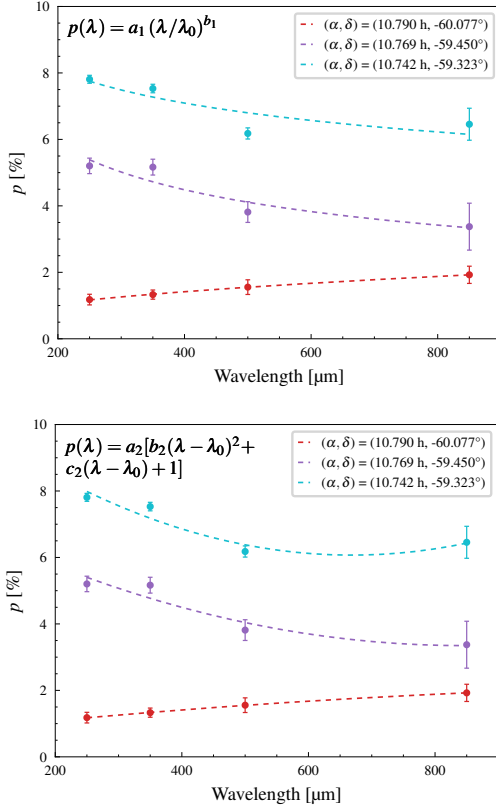 p(λ) = a₁ (λ/λ₀)^b₁
(α, δ) = (10.790 h, -60.077°)
(α, δ) = (10.769 h, -59.450°)
(α, δ) = (10.742 h, -59.323°)
10
8
6
4
2
0
p [%]
200 400 600 800
Wavelength [μm]
p(λ) = a₂[b₂(λ − λ₀)² +
c₂(λ − λ₀) + 1]
(α, δ) = (10.790 h, -60.077°)
(α, δ) = (10.769 h, -59.450°)
(α, δ) = (10.742 h, -59.323°)
10
8
6
4
2
0
p [%]
200 400 600 800
Wavelength [μm]